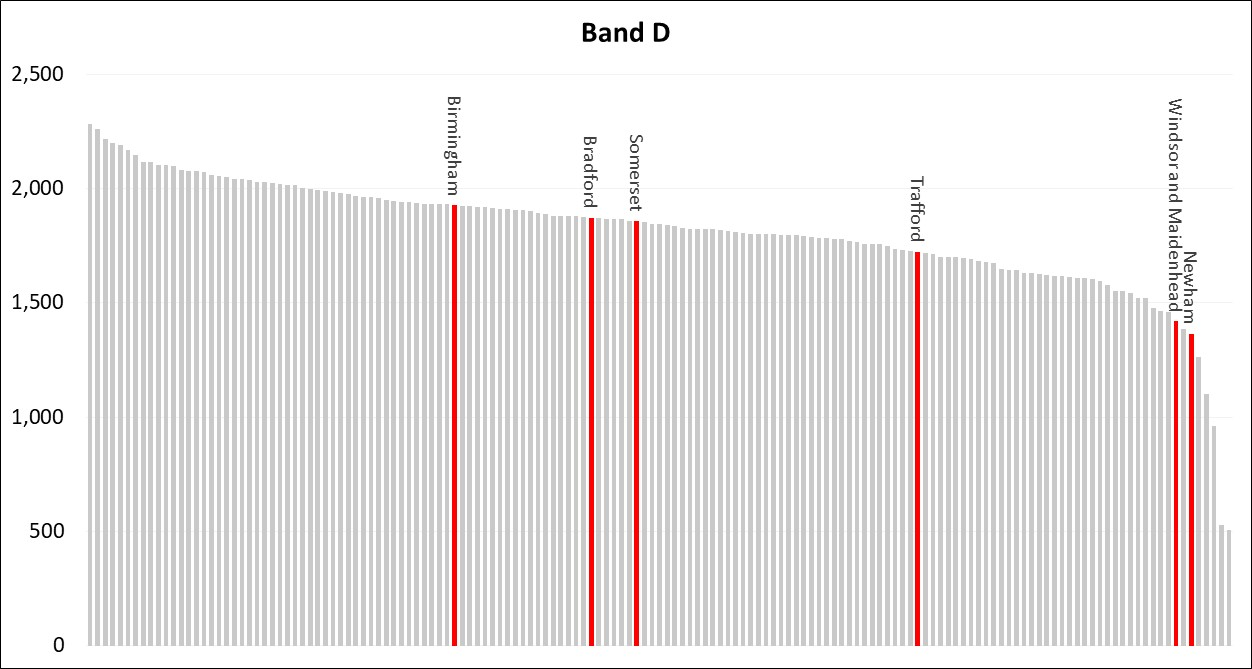 Band D
2,500
2,000
1,500
1,000
500
0
Birmingham
Bradford
Somerset
Trafford
Windsor and Maidenhead
Newham